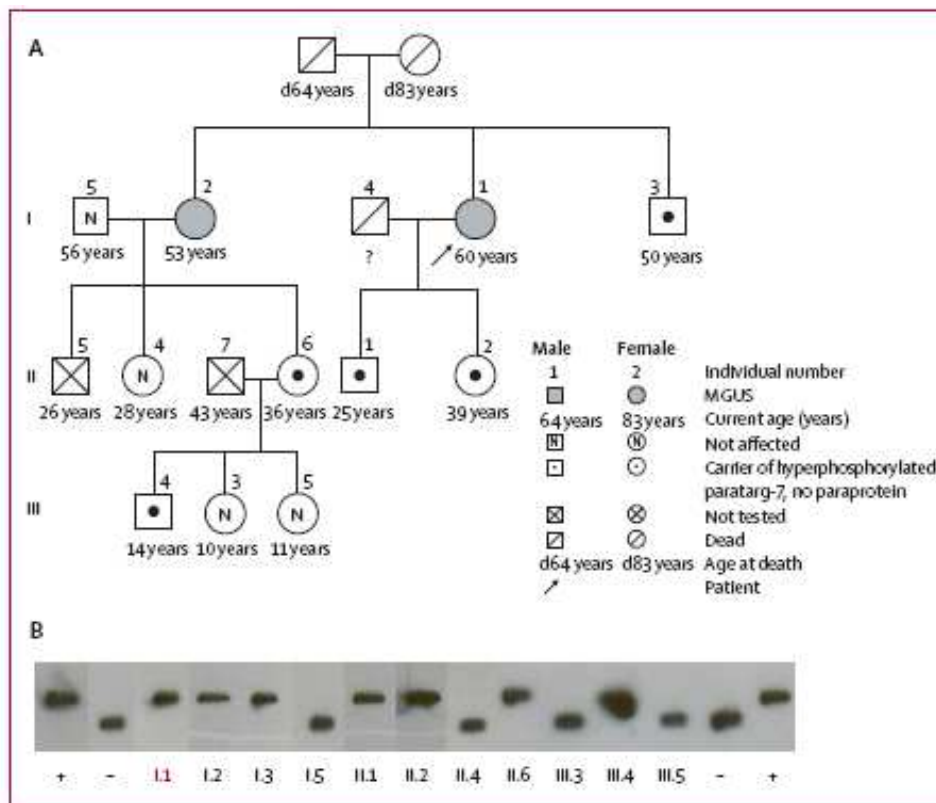 A
d64 years d83 years
5 2 4 1 3
I N
56 years 53 years ? 60 years 50 years
5 4 7 6 1 2
II N
26 years 28 years 43 years 36 years 25 years 39 years
Male Female
1 2 Individual number
MGUS
64 years 83 years Current age (years)
N N Not affected
Carrier of hyperphosphorylated
paratarg-7, no paraprotein
Not tested
Dead
d64 years d83 years Age at death
Patient
4 3 5
III N N
14 years 10 years 11 years
B
+ – I.1 I.2 I.3 I.5 II.1 II.2 II.4 II.6 III.3 III.4 III.5 – +